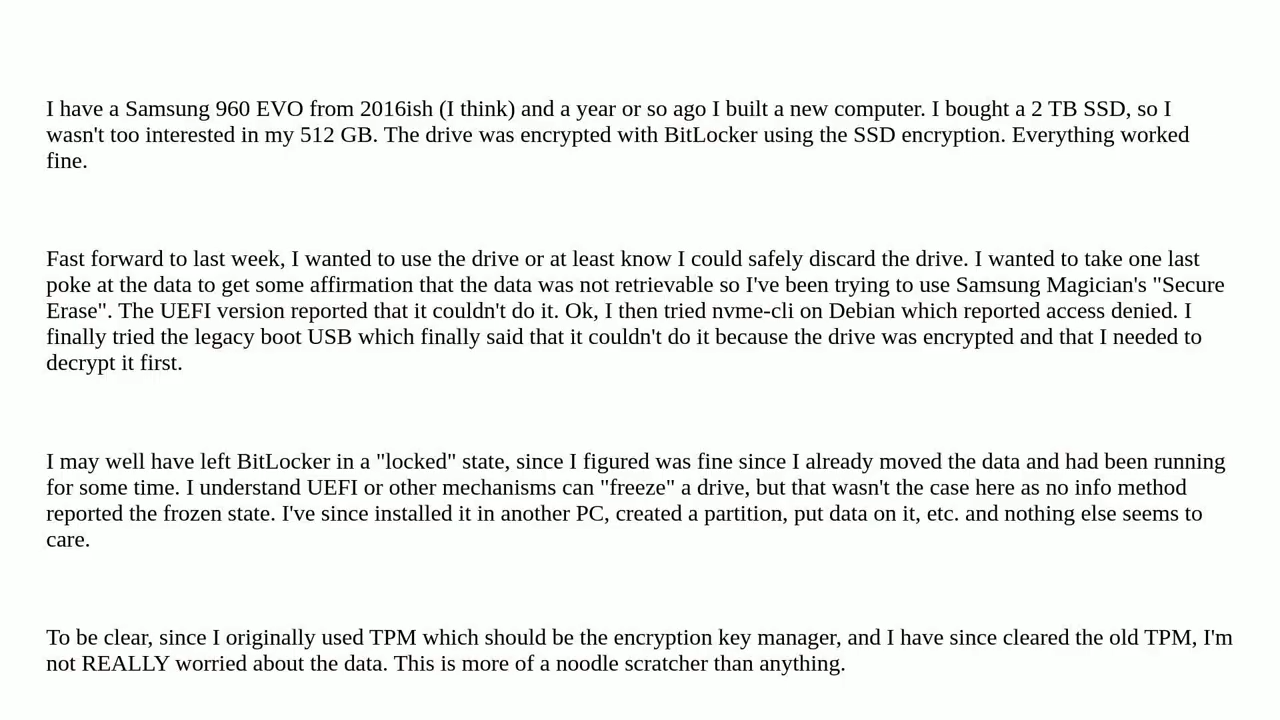 I have a Samsung 960 EVO from 2016ish (I think) and a year or so ago I built a new computer. I bought a 2 TB SSD, so I
wasn't too interested in my 512 GB. The drive was encrypted with BitLocker using the SSD encryption. Everything worked
fine.
Fast forward to last week, I wanted to use the drive or at least know I could safely discard the drive. I wanted to take one last
poke at the data to get some affirmation that the data was not retrievable so I've been trying to use Samsung Magician's "Secure
Erase". The UEFI version reported that it couldn't do it. Ok, I then tried nvme-cli on Debian which reported access denied. I
finally tried the legacy boot USB which finally said that it couldn't do it because the drive was encrypted and that I needed to
decrypt it first.
I may well have left BitLocker in a "locked" state, since I figured was fine since I already moved the data and had been running
for some time. I understand UEFI or other mechanisms can "freeze" a drive, but that wasn't the case here as no info method
reported the frozen state. I've since installed it in another PC, created a partition, put data on it, etc. and nothing else seems to
care.
To be clear, since I originally used TPM which should be the encryption key manager, and I have since cleared the old TPM, I'm
not REALLY worried about the data. This is more of a noodle scratcher than anything.